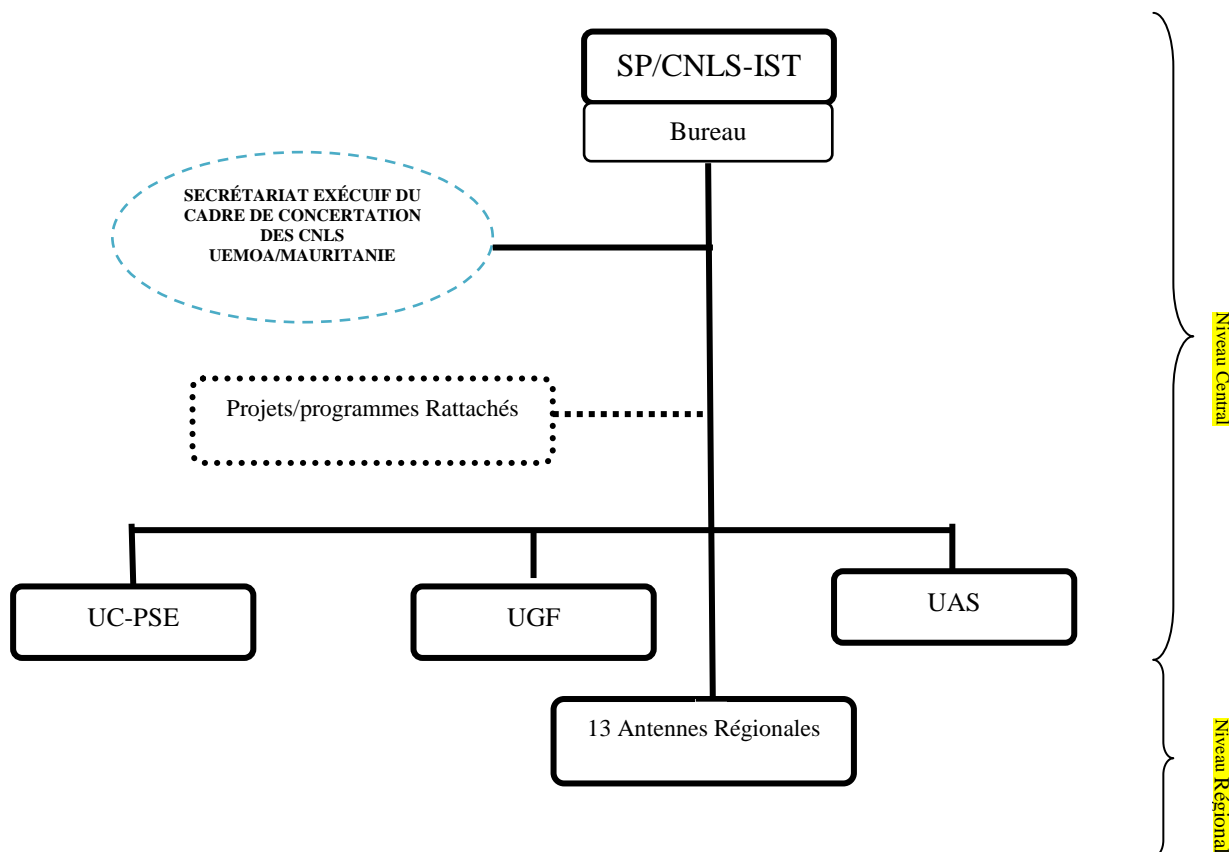 SP/CNLS-IST
Bureau
SECRÉTARIAT EXÉCUIF DU
CADRE DE CONCERTATION
DES CNLS
UEMOA/MAURITANIE
Niveau Central
Projets/programmes Rattachés
UC-PSE
UGF
UAS
13 Antennes Régionales
Niveau Régional